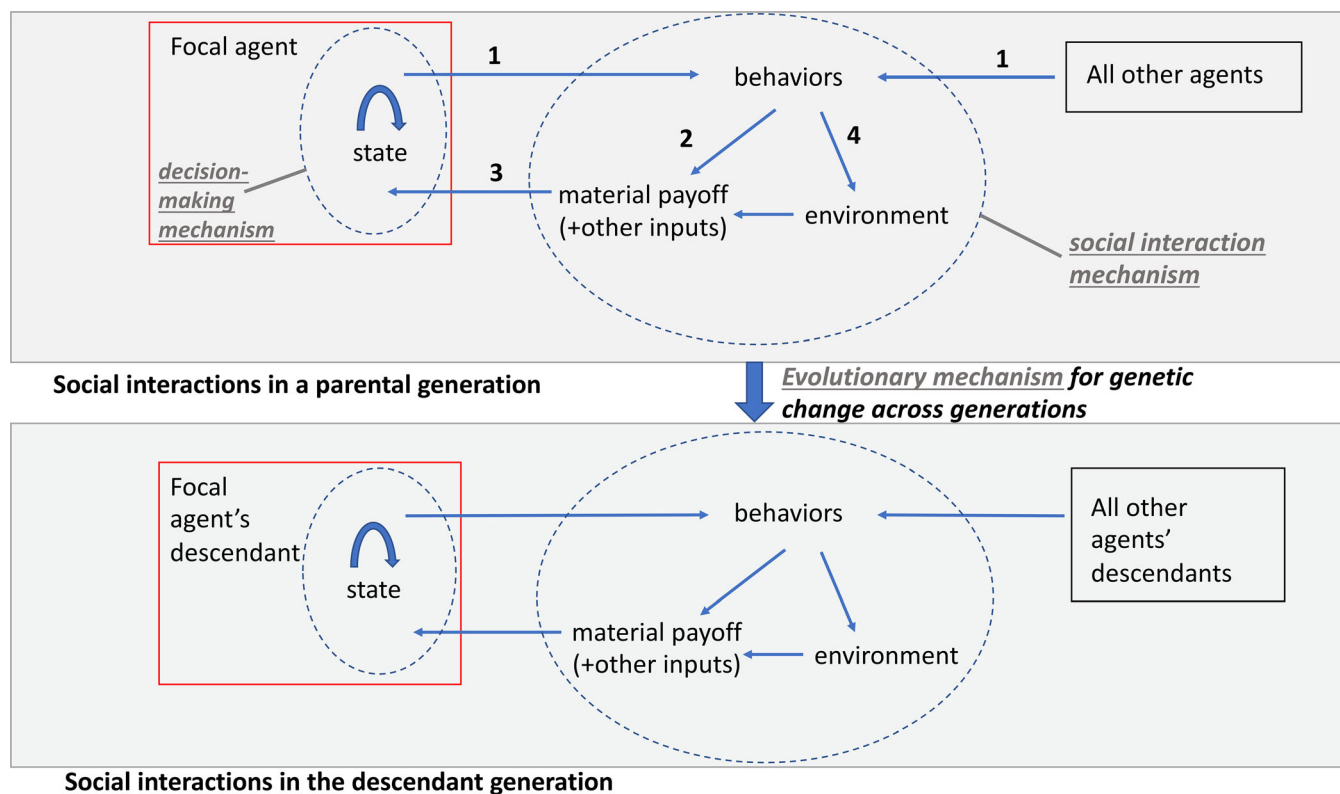 Focal agent
1
1
behaviors
All other agents
2
4
state
decision-
making
mechanism
3
material payoff
(+other inputs)
environment
social interaction
mechanism
Social interactions in a parental generation
Evolutionary mechanism for genetic
change across generations
Focal
agent’s
descendant
state
behaviors
All other
agents’
descendants
material payoff
(+other inputs)
environment
Social interactions in the descendant generation